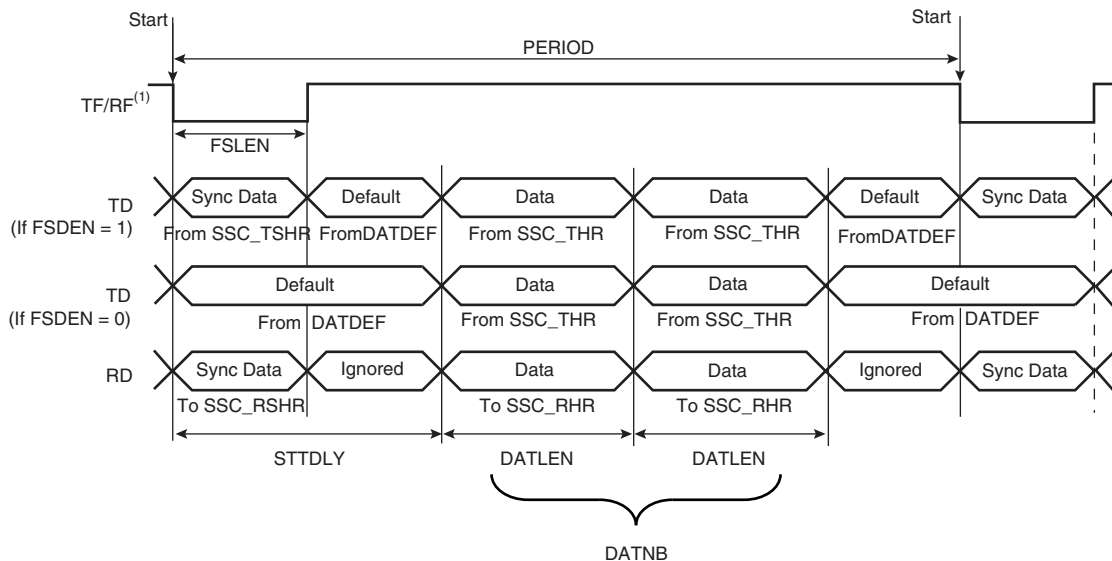 Start
Start
PERIOD
TF/RF(1)
FSLEN
TD
(If FSDEN = 1)
Sync Data
Default
Data
Data
Default
Sync Data
From SSC_TSHR
FromDATDEF
From SSC_THR
From SSC_THR
FromDATDEF
TD
(If FSDEN = 0)
Default
Data
Data
Default
From DATDEF
From SSC_THR
From SSC_THR
From DATDEF
RD
Sync Data
Ignored
Data
Data
Ignored
Sync Data
To SSC_RSHR
To SSC_RHR
To SSC_RHR
STTDLY
DATLEN
DATLEN
DATNB